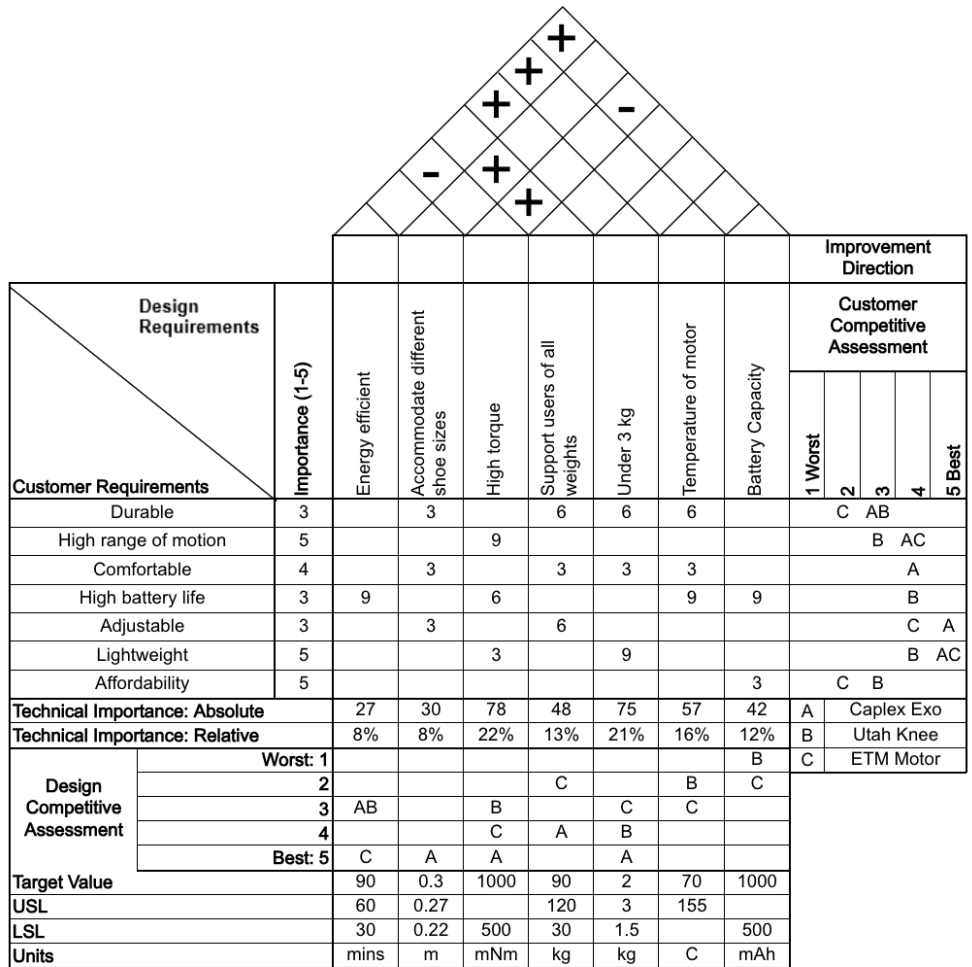 +
+
+ -
- +
+
Improvement
Direction
Design
Requirements
Customer Requirements
Importance (1-5)
Energy efficient
Accommodate different
shoe sizes
High torque
Support users of all
weights
Under 3 kg
Temperature of motor
Battery Capacity
Customer
Competitive
Assessment
1 Worst
2
3
4
5 Best
Durable 3 3 6 6 6 C AB
High range of motion 5 9 B AC
Comfortable 4 3 3 3 3 A
High battery life 3 9 6 9 9 B
Adjustable 3 3 6 C A
Lightweight 5 3 9 B AC
Affordability 5 3 C B
Technical Importance: Absolute 27 30 78 48 75 57 42 A Caplex Exo
Technical Importance: Relative 8% 8% 22% 13% 21% 16% 12% B Utah Knee
Worst: 1 B C ETM Motor
Design
Competitive
Assessment
2 C B C
3 AB B C C
4 C A B
Best: 5 C A A A
Target Value 90 0.3 1000 90 2 70 1000
USL 60 0.27 120 3 155
LSL 30 0.22 500 30 1.5 500
Units mins m mNm kg kg C mAh